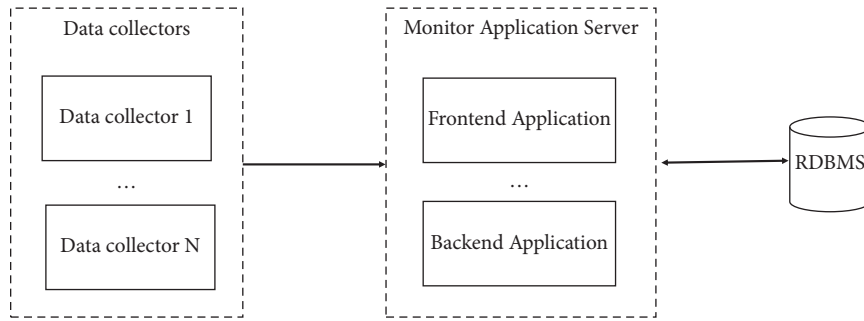 Data collectors
Data collector 1
...
Data collector N
Monitor Application Server
Frontend Application
...
Backend Application
RDBMS